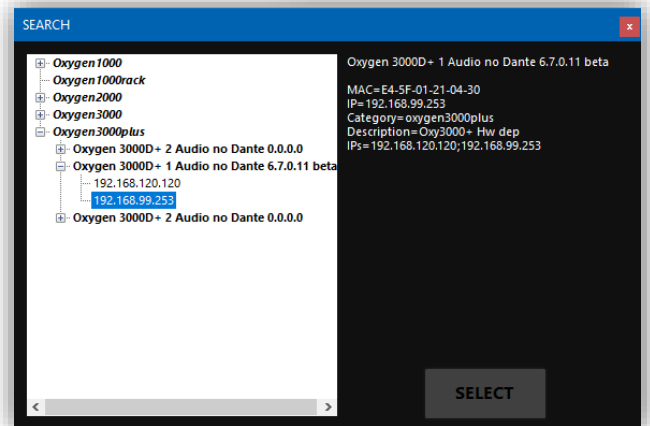 SEARCH
x
Oxygen1000
Oxygen1000rack
Oxygen2000
Oxygen3000
Oxygen3000plus
Oxygen 3000D+ 2 Audio no Dante 0.0.0.0
Oxygen 3000D+ 1 Audio no Dante 6.7.0.11 beta
192.168.120.120
192.168.99.253
Oxygen 3000D+ 2 Audio no Dante 0.0.0.0
Oxygen 3000D+ 1 Audio no Dante 6.7.0.11 beta
MAC=E4-5F-01-21-04-30
IP=192.168.99.253
Category=oxygen3000plus
Description=Oxy3000+ Hw dep
IPs=192.168.120.120;192.168.99.253
SELECT